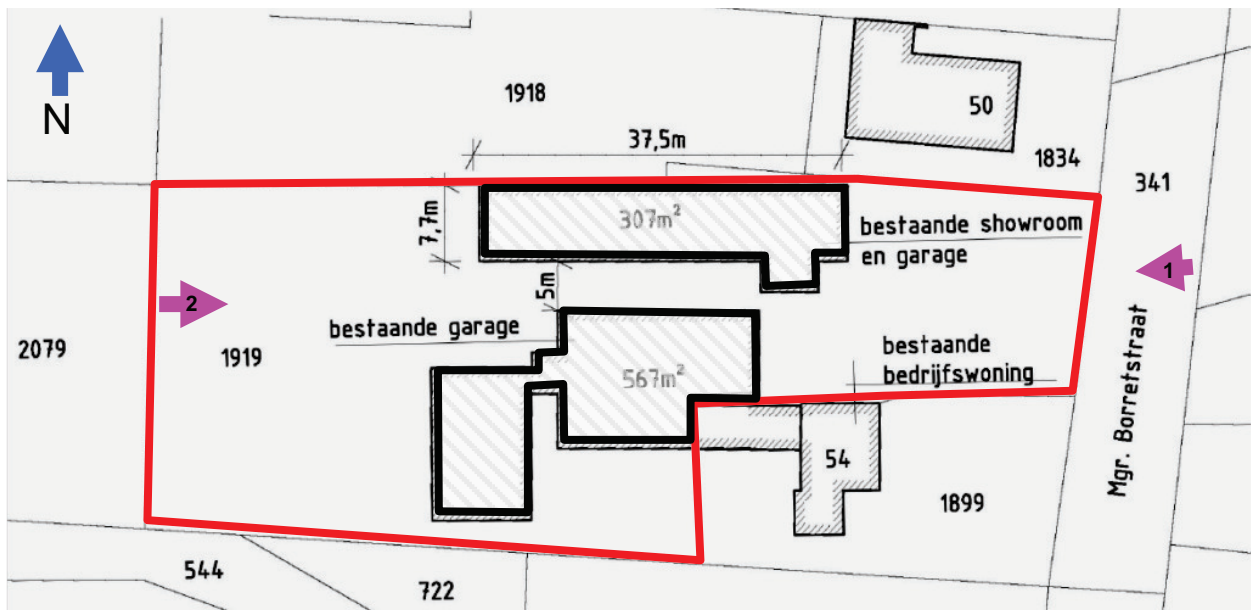 N
1918
50
37,5m
1834
341
307m²
7,7m
bestaande showroom
en garage
1
5m
2
bestaande garage
2079
1919
bestaande
bedrijfswoning
567m²
Mgr. Borretstraat
54
1899
544
722